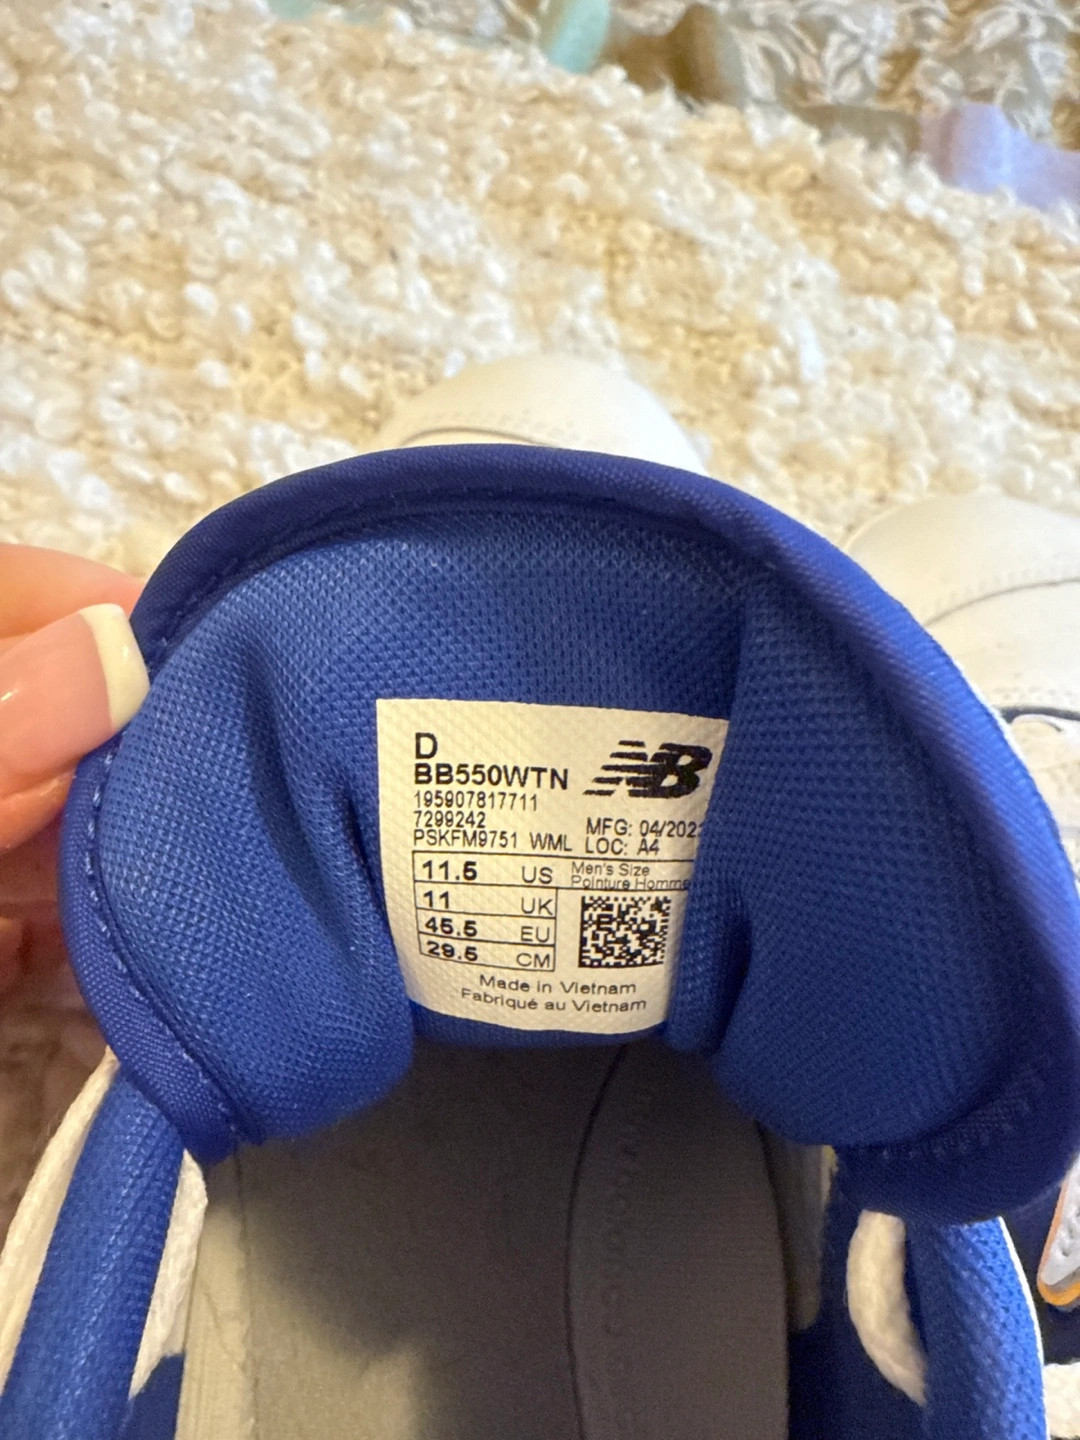 D
BB550WTN
NB
195907817711
7299242
PSKFM9751 WML
MFG: 04/202
LOC: A4
11.5 US
Men's Size
Pointure Homme
11 UK
45.5 EU
29.5 CM
Made in Vietnam
Fabriqué au Vietnam